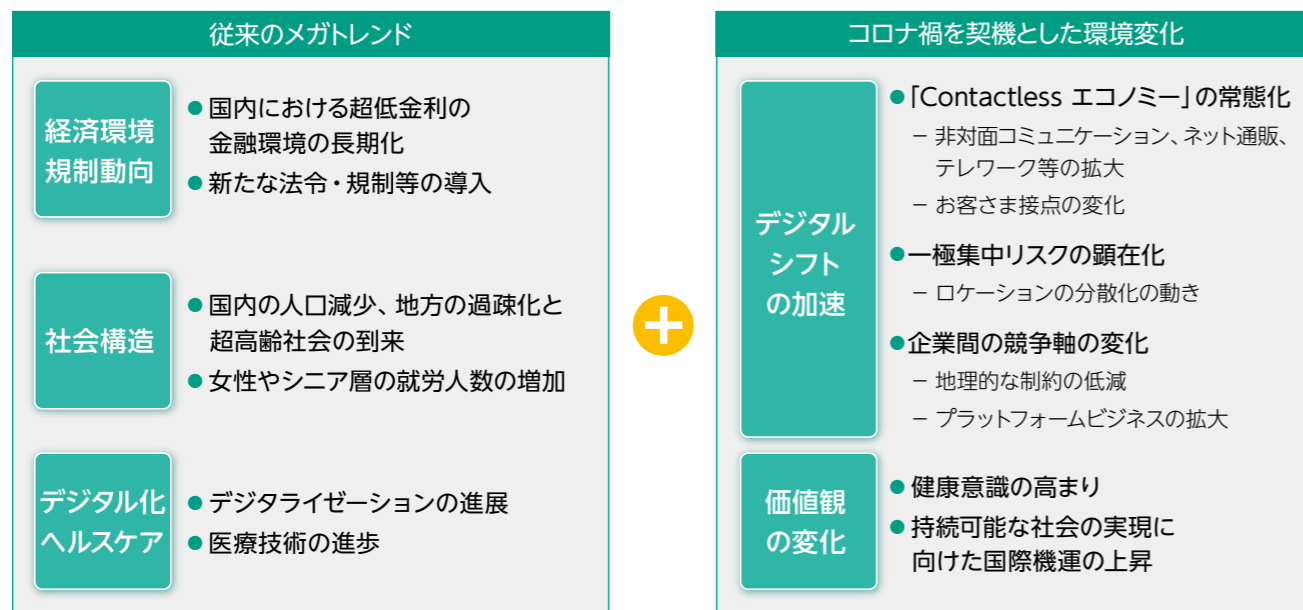 従来のメガトレンド
経済環境
規制動向
● 国内における超低金利の
金融環境の長期化
● 新たな法令・規制等の導入
社会構造
● 国内の人口減少、地方の過疎化と
超高齢社会の到来
● 女性やシニア層の就労人数の増加
デジタル化
ヘルスケア
● デジタライゼーションの進展
● 医療技術の進歩
+
コロナ禍を契機とした環境変化
デジタル
シフト
の加速
●「Contactless エコノミー」の常態化
− 非対面コミュニケーション、ネット通販、
テレワーク等の拡大
− お客さま接点の変化
●一極集中リスクの顕在化
− ロケーションの分散化の動き
●企業間の競争軸の変化
− 地理的な制約の低減
− プラットフォームビジネスの拡大
価値観
の変化
● 健康意識の高まり
● 持続可能な社会の実現に
向けた国際機運の上昇